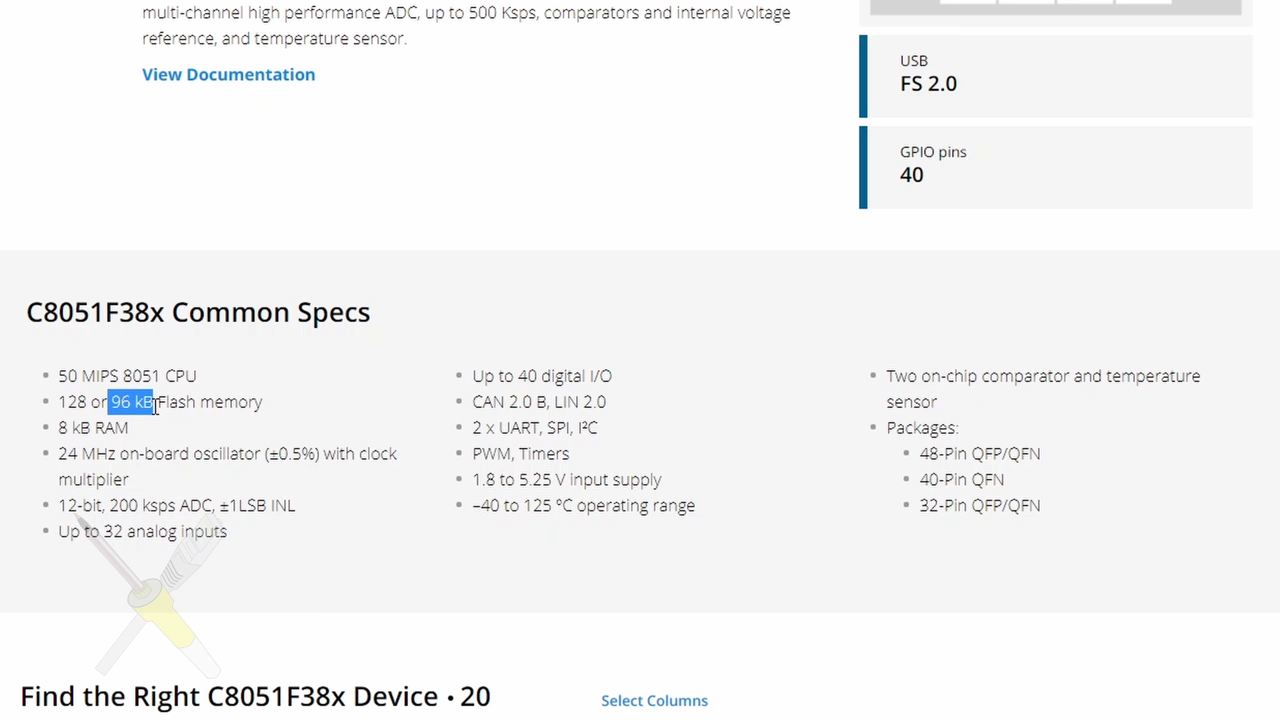 multi-channel high performance ADC, up to 500 Ksps, comparators and internal voltage
reference, and temperature sensor.
View Documentation
USB
FS 2.0
GPIO pins
40
C8051F38x Common Specs
50 MIPS 8051 CPU
128 or 96 kB Flash memory
8 kB RAM
24 MHz on-board oscillator (±0.5%) with clock
multiplier
12-bit, 200 ksps ADC, ±1LSB INL
Up to 32 analog inputs
Up to 40 digital I/O
CAN 2.0 B, LIN 2.0
2 x UART, SPI, I²C
PWM, Timers
1.8 to 5.25 V input supply
–40 to 125 ºC operating range
Two on-chip comparator and temperature
sensor
Packages:
48-Pin QFP/QFN
40-Pin QFN
32-Pin QFP/QFN
Find the Right C8051F38x Device • 20
Select Columns